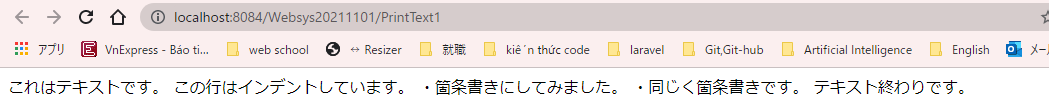 localhost:8084/Websys20211101/PrintText1
アプリ VnExpress - Báo ti... web school ↔ Resizer 就職 kiê´n thức code laravel Git,Git-hub Artificial Intelligence English メール
これはテキストです。 この行はインデントしています。 ・箇条書きにしてみました。 ・同じく箇条書きです。 テキスト終わりです。